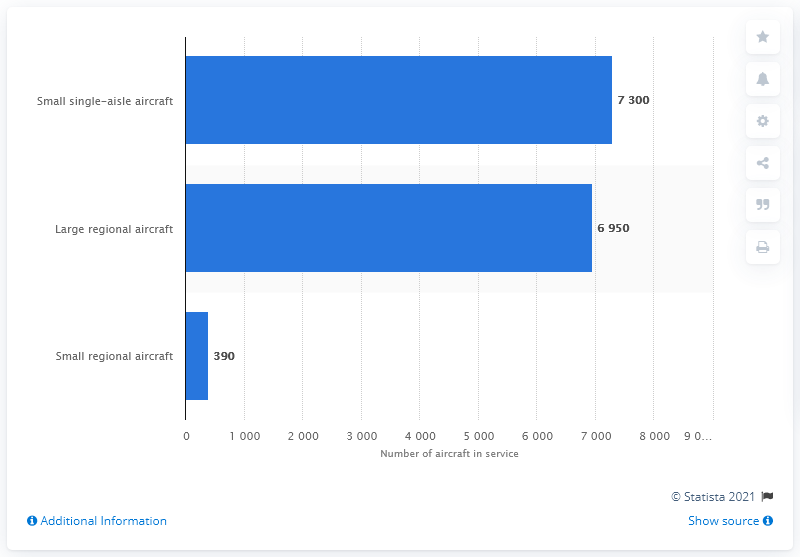 Small single-aisle aircraft
7 300
Large regional aircraft
6 950
Small regional aircraft
390
0 1 000 2 000 3 000 4 000 5 000 6 000 7 000 8 000 9 0...
Number of aircraft in service
© Statista 2021
Additional Information
Show source